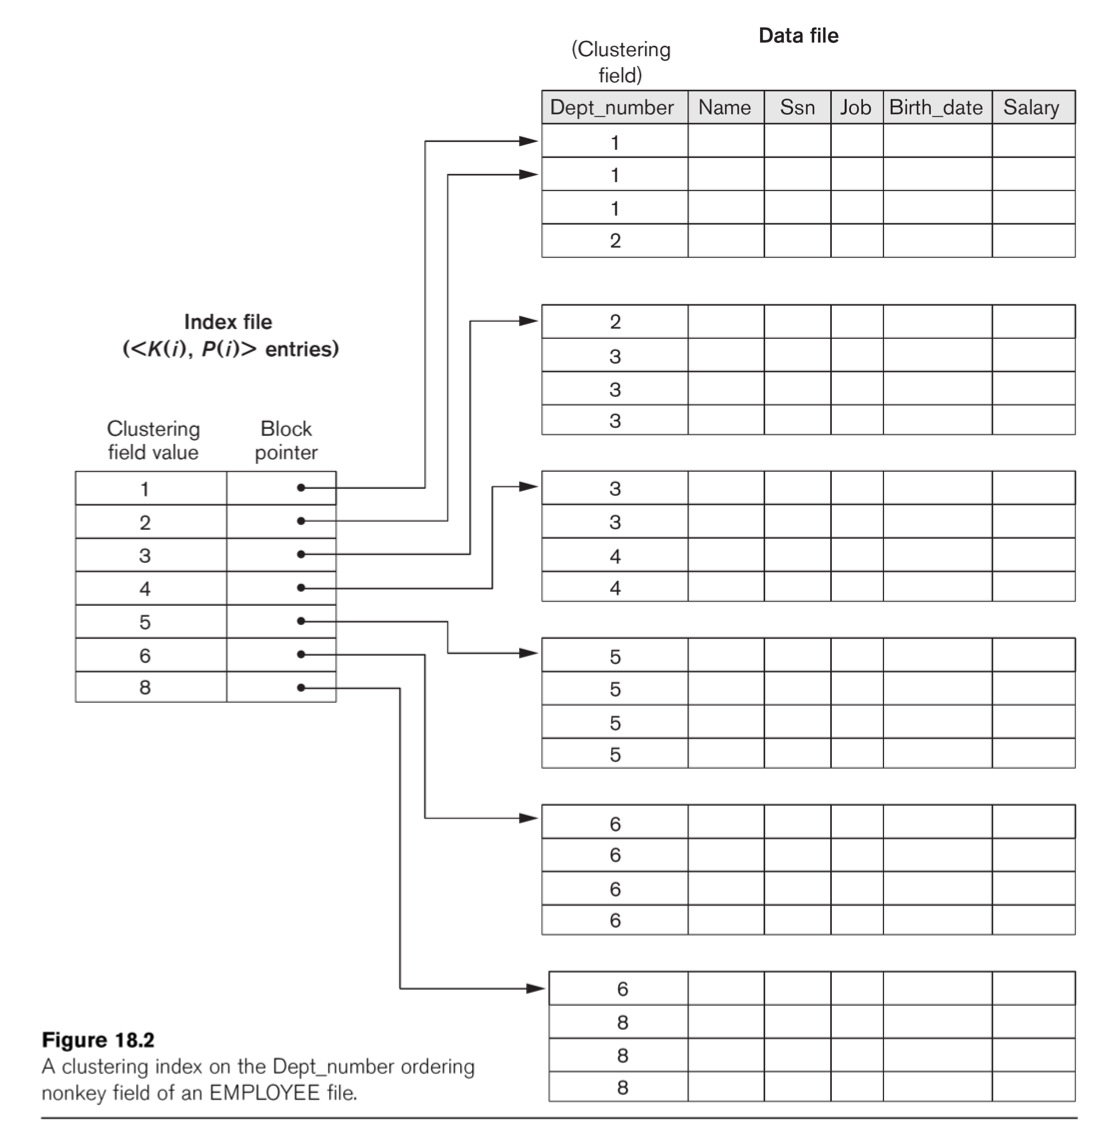 Data file
(Clustering
field)
Dept_number Name Ssn Job Birth_date Salary
1
1
1
2
2
3
3
3
3
3
4
4
5
5
5
5
6
6
6
6
6
8
8
8
Index file
(<K(i), P(i)> entries)
Clustering
field value
Block
pointer
1
2
3
4
5
6
8
Figure 18.2
A clustering index on the Dept_number ordering
nonkey field of an EMPLOYEE file.